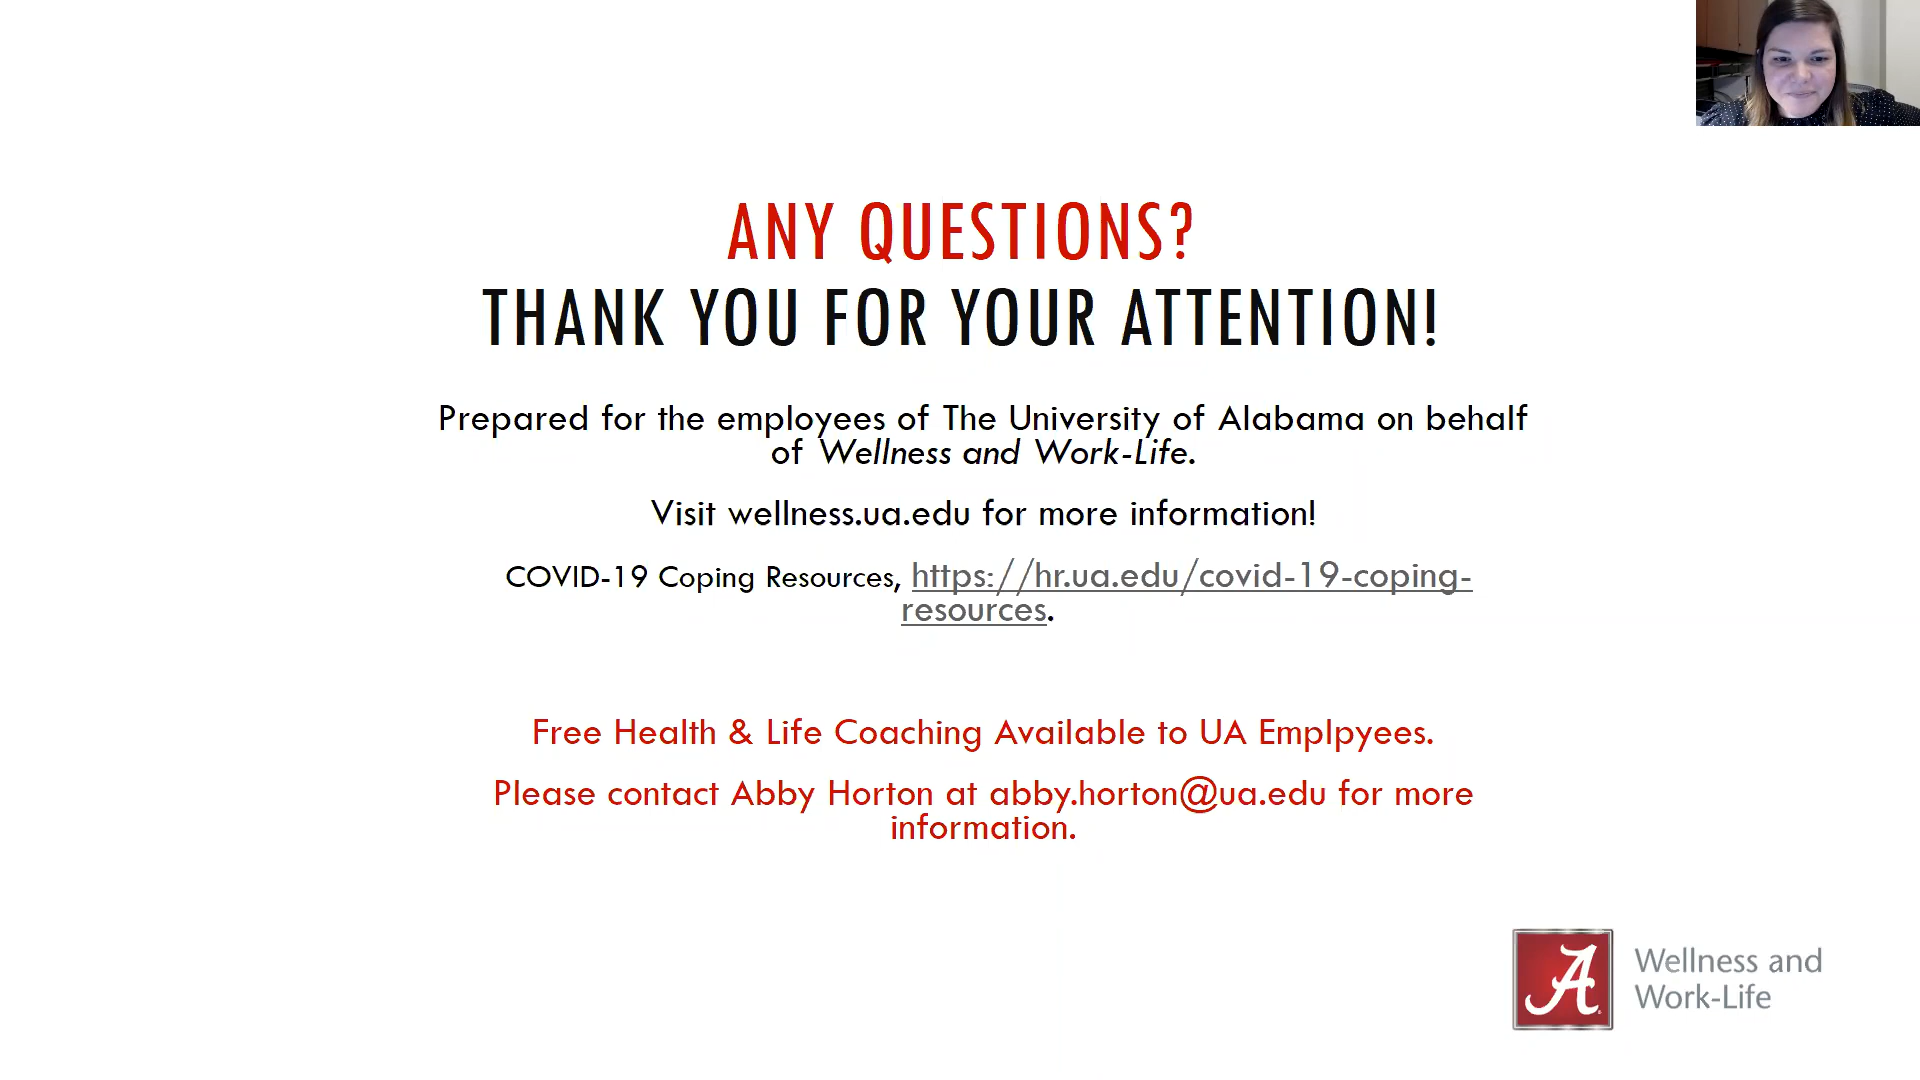 ANY QUESTIONS?
THANK YOU FOR YOUR ATTENTION!
Prepared for the employees of The University of Alabama on behalf
of Wellness and Work-Life.
Visit wellness.ua.edu for more information!
COVID-19 Coping Resources, https://hr.ua.edu/covid-19-coping-
resources.
Free Health & Life Coaching Available to UA Emplpyees.
Please contact Abby Horton at abby.horton@ua.edu for more
information.
A
Wellness and
Work-Life